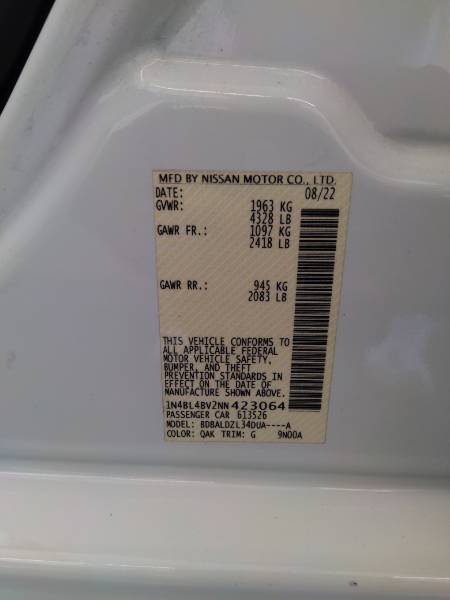 MFD BY NISSAN MOTOR CO., LTD.
DATE: 08/22
GVWR: 1963 KG
4328 LB
GAWR FR.: 1097 KG
2418 LB
GAWR RR.: 945 KG
2083 LB
THIS VEHICLE CONFORMS TO
ALL APPLICABLE FEDERAL
MOTOR VEHICLE SAFETY,
BUMPER, AND THEFT
PREVENTION STANDARDS IN
EFFECT ON THE DATE OF
MANUFACTURE SHOWN ABOVE.
1N4BL4BV2NN423064
PASSENGER CAR 613526
MODEL: BDBALDZL34DUA----A
COLOR: QAK TRIM: G 9N00A